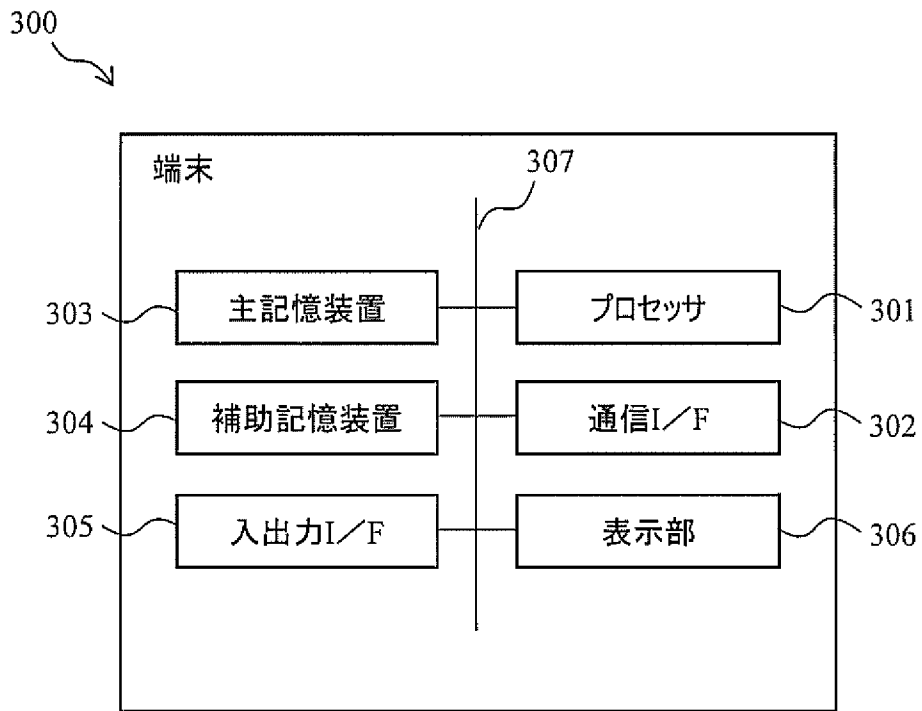 300
端末
307
303
主記憶装置
プロセッサ
301
304
補助記憶装置
通信I／F
302
305
入出力I／F
表示部
306